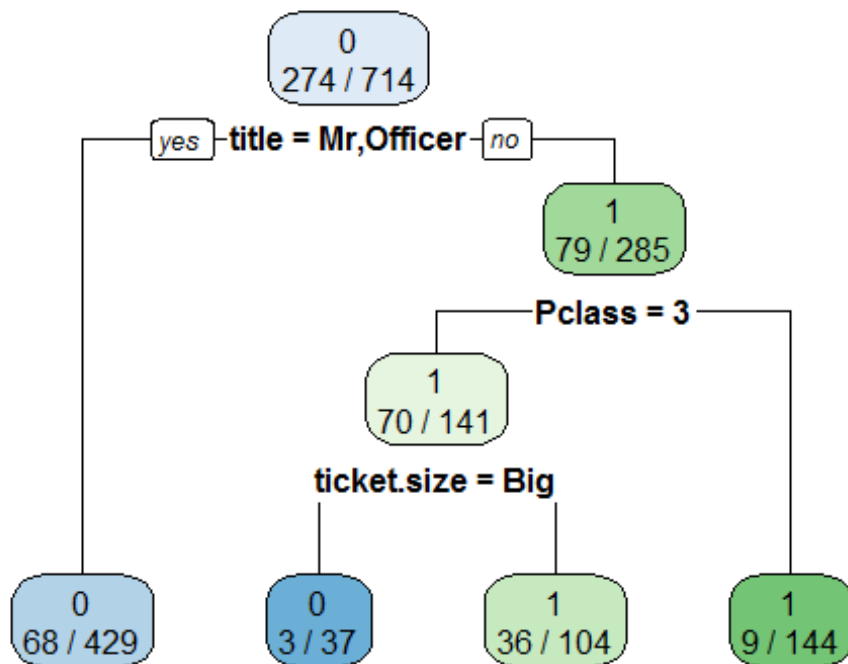 0
274 / 714
yes title = Mr,Officer no
1
79 / 285
Pclass = 3
1
70 / 141
ticket.size = Big
0
68 / 429
0
3 / 37
1
36 / 104
1
9 / 144